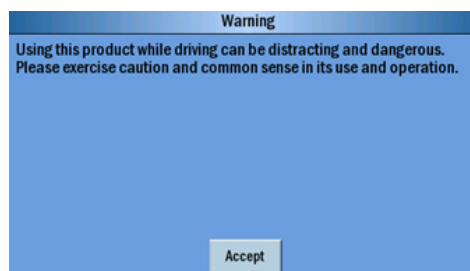 Warning
Using this product while driving can be distracting and dangerous.
Please exercise caution and common sense in its use and operation.
Accept